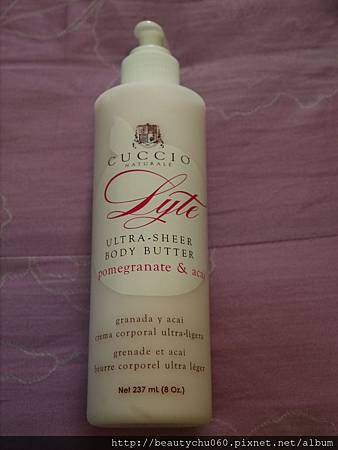 CUCCIO
NATURALÉ
Lyte
ULTRA-SHEER
BODY BUTTER
pomegranate & acai
granada y acai
crema corporal ultra-ligera
grenade et acai
beurre corporel ultra léger
Net 237 mL (8 Oz.)
http://beautychu060.pixnet.net/album